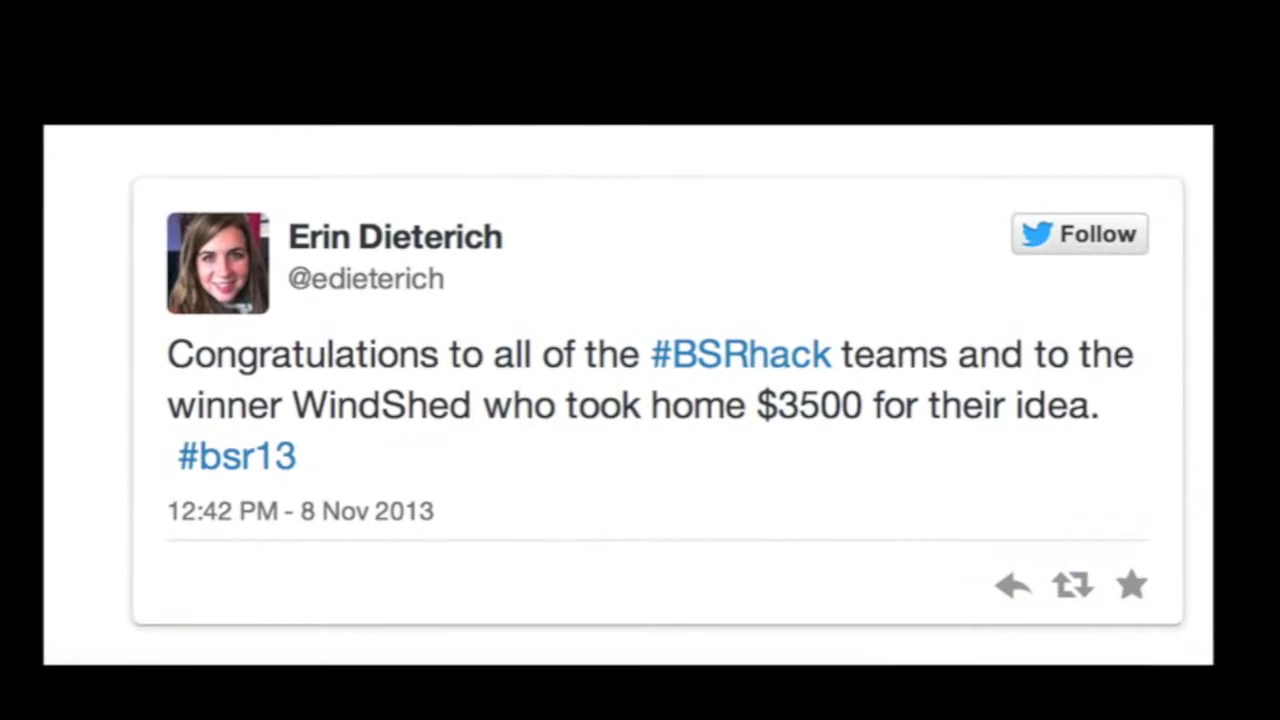 Erin Dieterich
Follow
@edieterich
Congratulations to all of the #BSRhack teams and to the
winner WindShed who took home $3500 for their idea.
#bsr13
12:42 PM - 8 Nov 2013